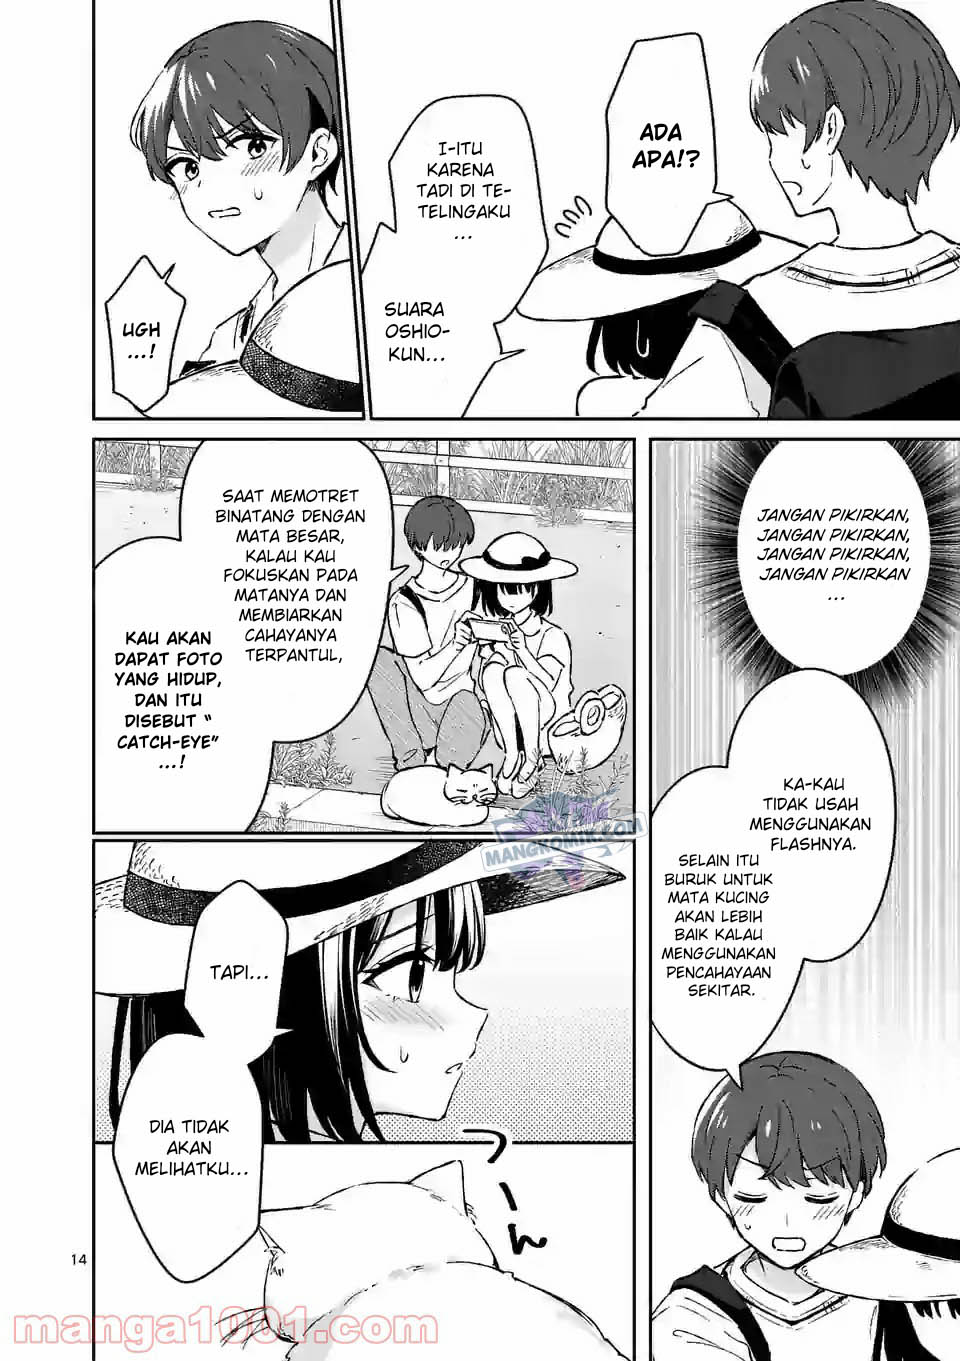 ADA
APA!?
I-ITU
KARENA
TADI DI TE-
TELINGAKU
...
SUARA
OSHIO-
KUN...
UGH
...!
JANGAN PIKIRKAN,
JANGAN PIKIRKAN,
JANGAN PIKIRKAN,
JANGAN PIKIRKAN
...
KA-KAU
TIDAK USAH
MENGGUNAKAN
FLASHNYA.
SELAIN ITU
BURUK UNTUK
MATA KUCING
AKAN LEBIH
BAIK KALAU
MENGGUNAKAN
PENCAHAYAAN
SEKITAR.
SAAT MEMOTRET
BINATANG DENGAN
MATA BESAR,
KALAU KAU
FOKUSKAN PADA
MATANYA DAN
MEMBIARKAN
CAHAYANYA
TERPANTUL,
KAU AKAN
DAPAT FOTO
YANG HIDUP,
DAN ITU
DISEBUT “
CATCH-EYE”
...!
MANGKOMIK.COM
TAPI...
DIA TIDAK
AKAN
MELIHATKU...
つーん
14
manga1001.com